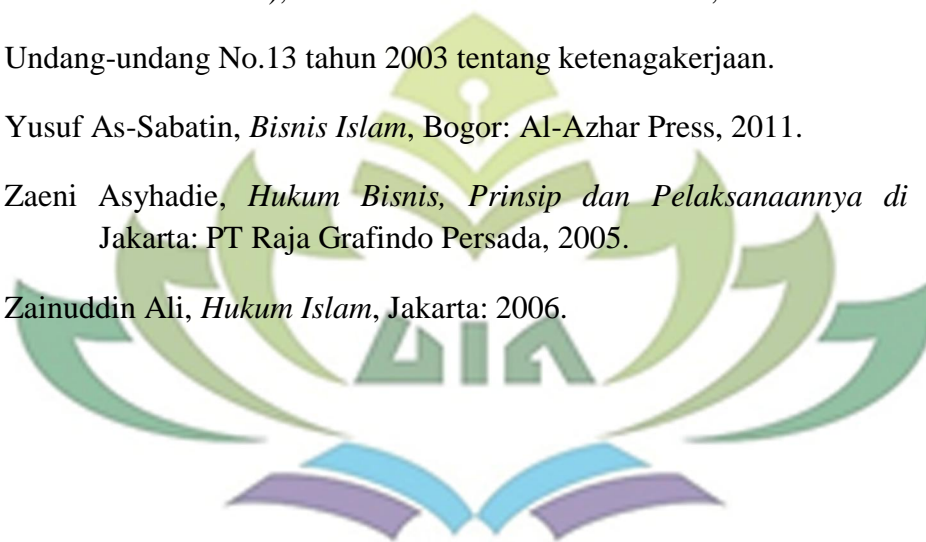 Undang-undang No.13 tahun 2003 tentang ketenagakerjaan.
Yusuf As-Sabatin, Bisnis Islam, Bogor: Al-Azhar Press, 2011.
Zaeni Asyhadie, Hukum Bisnis, Prinsip dan Pelaksanaannya di
Jakarta: PT Raja Grafindo Persada, 2005.
Zainuddin Ali, Hukum Islam, Jakarta: 2006.
UIN